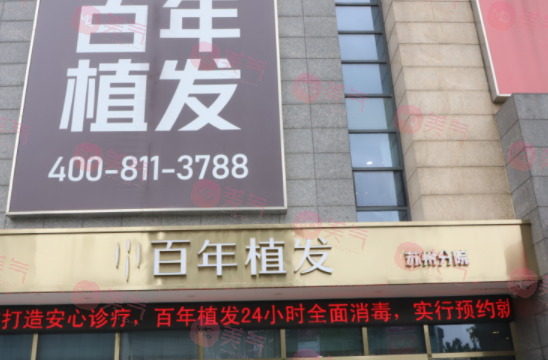 百年
植发
400-811-3788
百年植发
苏州分院
打造安心诊疗，百年植发24小时全面消毒，实行预约就
美气